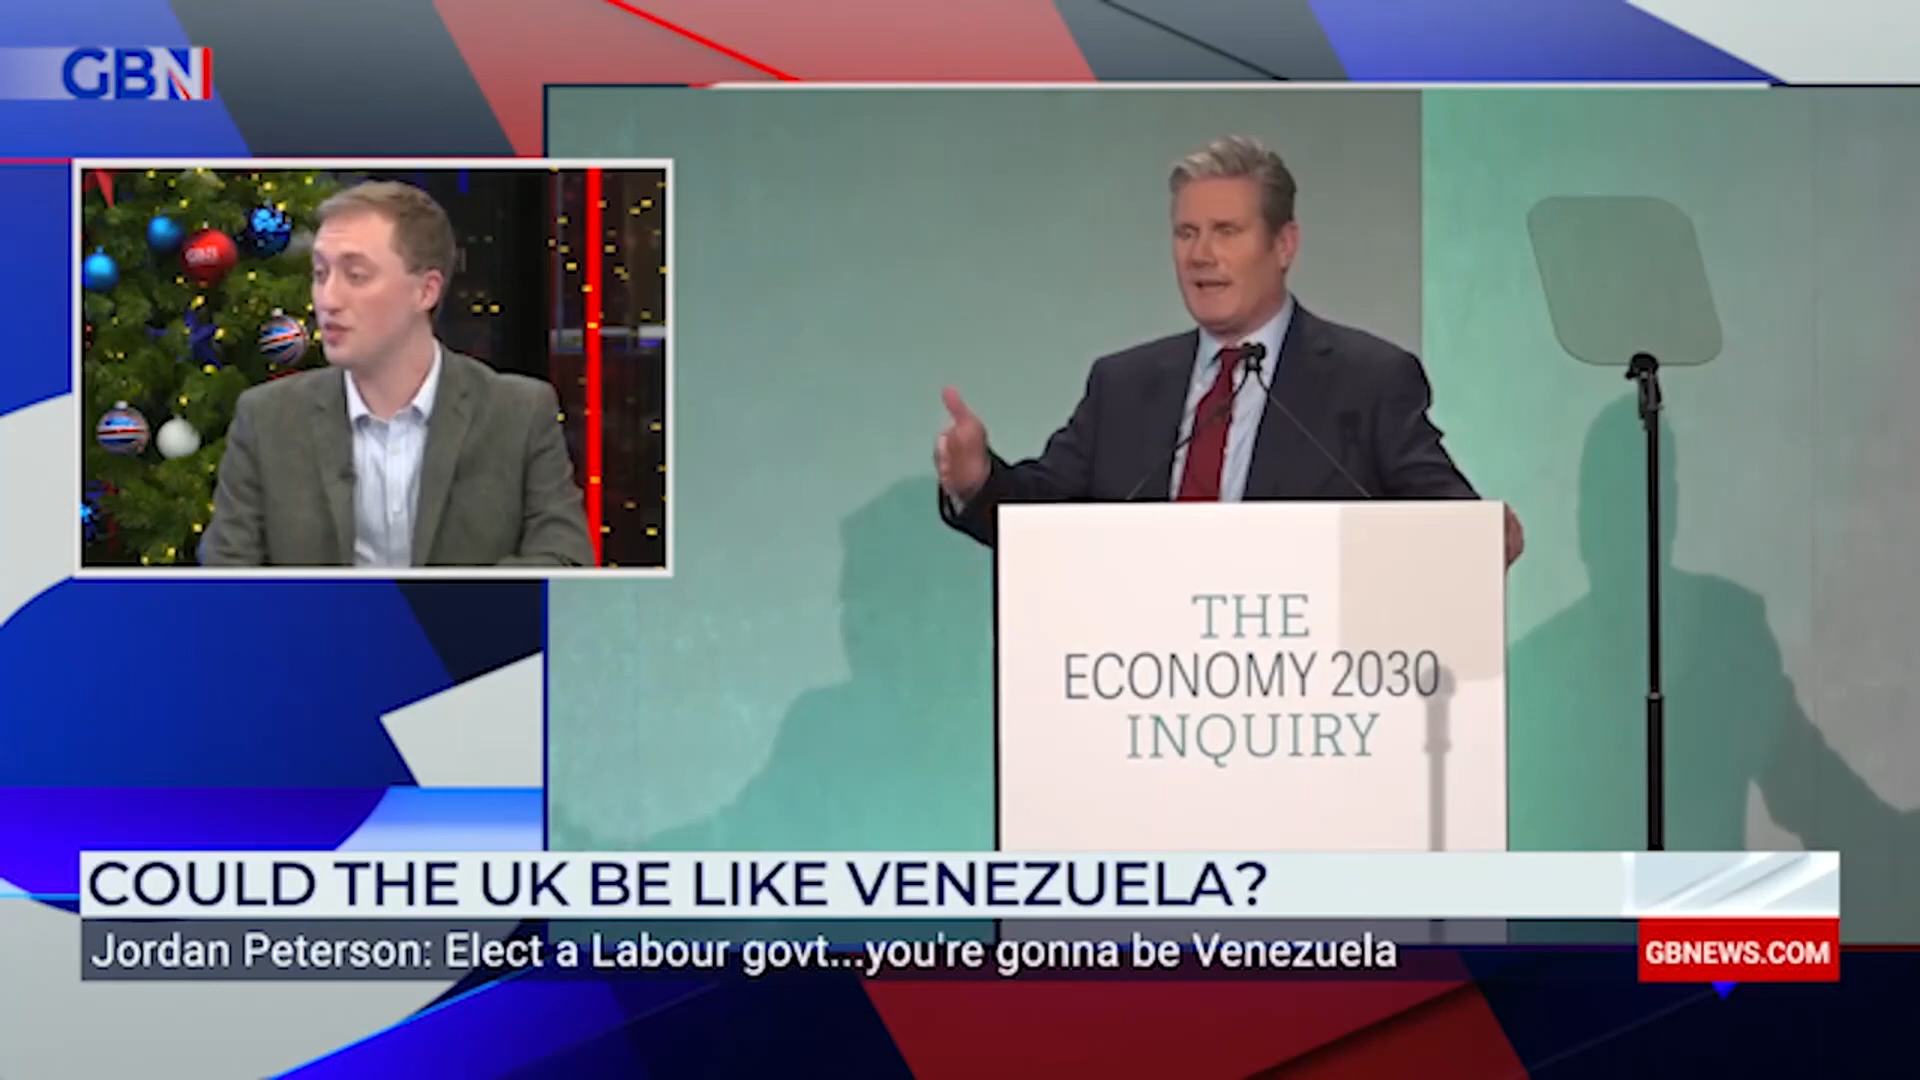 GBN
THE
ECONOMY 2030
INQUIRY
COULD THE UK BE LIKE VENEZUELA?
Jordan Peterson: Elect a Labour govt...you're gonna be Venezuela
GBNEWS.COM